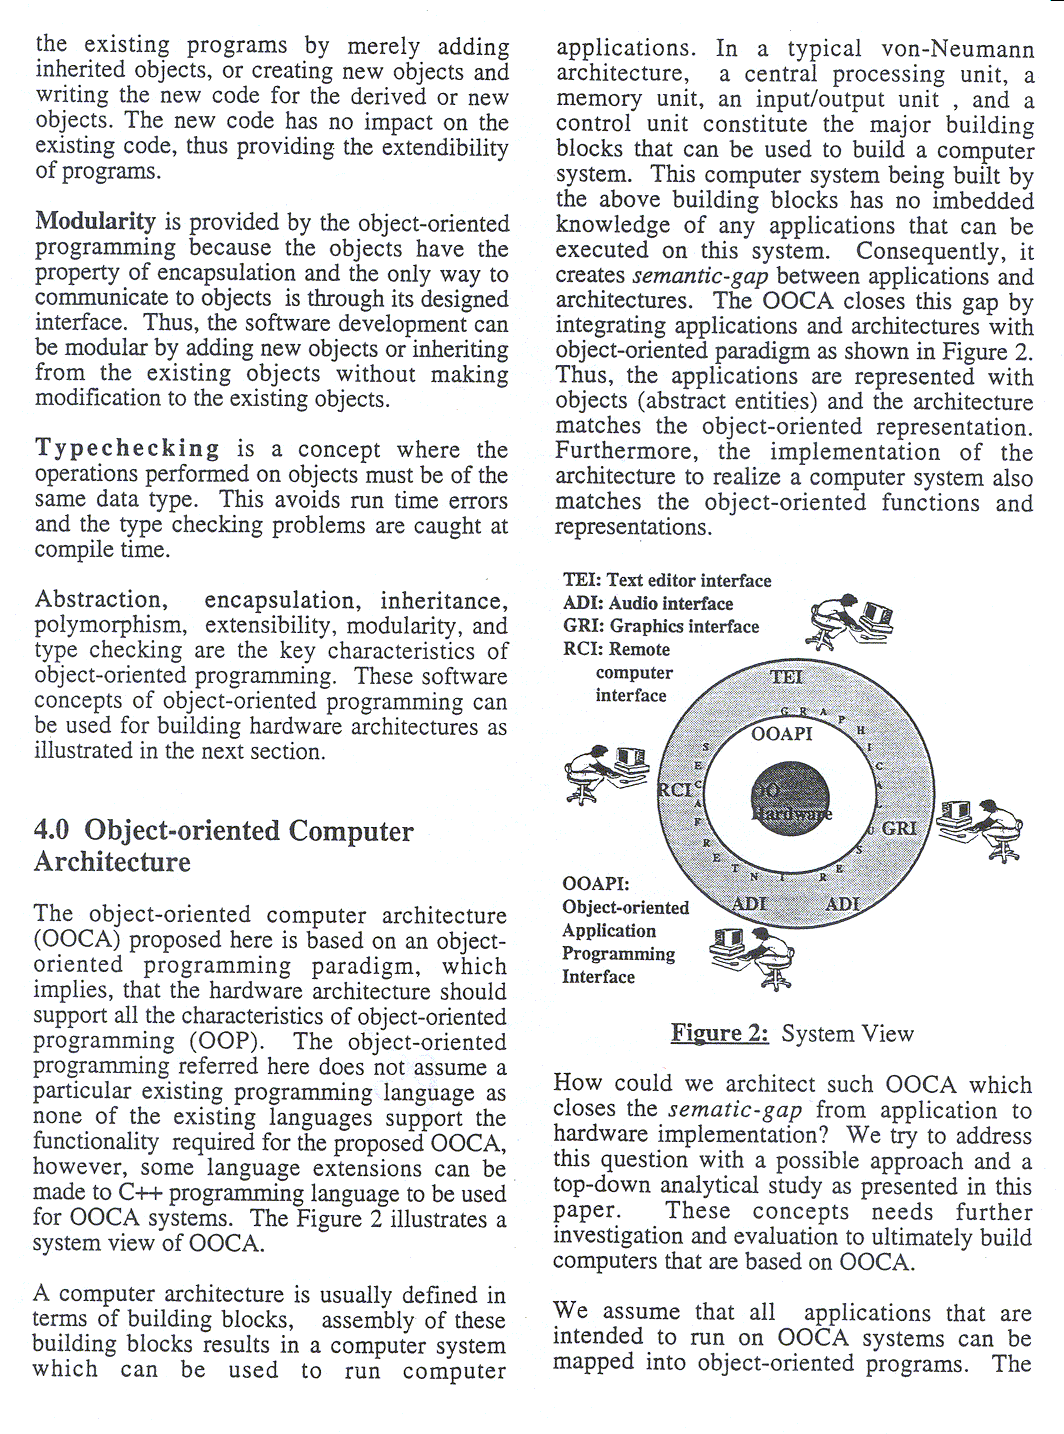 the existing programs by merely adding
inherited objects, or creating new objects and
writing the new code for the derived or new
objects. The new code has no impact on the
existing code, thus providing the extendibility
of programs.
Modularity is provided by the object-oriented
programming because the objects have the
property of encapsulation and the only way to
communicate to objects is through its designed
interface. Thus, the software development can
be modular by adding new objects or inheriting
from the existing objects without making
modification to the existing objects.
Typechecking is a concept where the
operations performed on objects must be of the
same data type. This avoids run time errors
and the type checking problems are caught at
compile time.
Abstraction, encapsulation, inheritance,
polymorphism, extensibility, modularity, and
type checking are the key characteristics of
object-oriented programming. These software
concepts of object-oriented programming can
be used for building hardware architectures as
illustrated in the next section.
4.0 Object-oriented Computer
Architecture
The object-oriented computer architecture
(OOCA) proposed here is based on an object-
oriented programming paradigm, which
implies, that the hardware architecture should
support all the characteristics of object-oriented
programming (OOP). The object-oriented
programming referred here does not assume a
particular existing programming language as
none of the existing languages support the
functionality required for the proposed OOCA,
however, some language extensions can be
made to C++ programming language to be used
for OOCA systems. The Figure 2 illustrates a
system view of OOCA.
A computer architecture is usually defined in
terms of building blocks, assembly of these
building blocks results in a computer system
which can be used to run computer
applications. In a typical von-Neumann
architecture, a central processing unit, a
memory unit, an input/output unit , and a
control unit constitute the major building
blocks that can be used to build a computer
system. This computer system being built by
the above building blocks has no imbedded
knowledge of any applications that can be
executed on this system. Consequently, it
creates semantic-gap between applications and
architectures. The OOCA closes this gap by
integrating applications and architectures with
object-oriented paradigm as shown in Figure 2.
Thus, the applications are represented with
objects (abstract entities) and the architecture
matches the object-oriented representation.
Furthermore, the implementation of the
architecture to realize a computer system also
matches the object-oriented functions and
representations.
TEI: Text editor interface
ADI: Audio interface
GRI: Graphics interface
RCI: Remote
computer
interface
TEI
GRAPHICAL USER INTERFACES
OOAPI
RCI
OO
Hardware
GRI
ADI ADI
OOAPI:
Object-oriented
Application
Programming
Interface
Figure 2: System View
How could we architect such OOCA which
closes the sematic-gap from application to
hardware implementation? We try to address
this question with a possible approach and a
top-down analytical study as presented in this
paper. These concepts needs further
investigation and evaluation to ultimately build
computers that are based on OOCA.
We assume that all applications that are
intended to run on OOCA systems can be
mapped into object-oriented programs. The